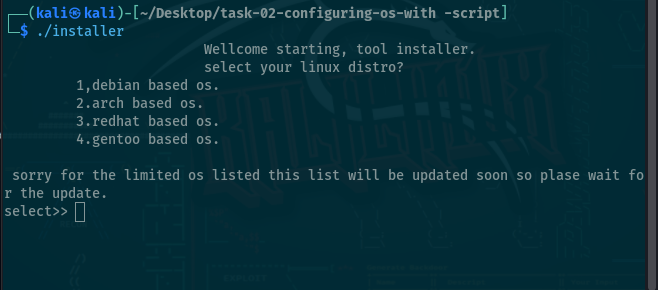 ┌──(kali㉿kali)-[~/Desktop/task-02-configuring-os-with -script]
└─$ ./installer
Wellcome starting, tool installer.
select your linux distro?
1,debian based os.
2.arch based os.
3.redhat based os.
4.gentoo based os.
sorry for the limited os listed this list will be updated soon so plase wait fo
r the update.
select>>